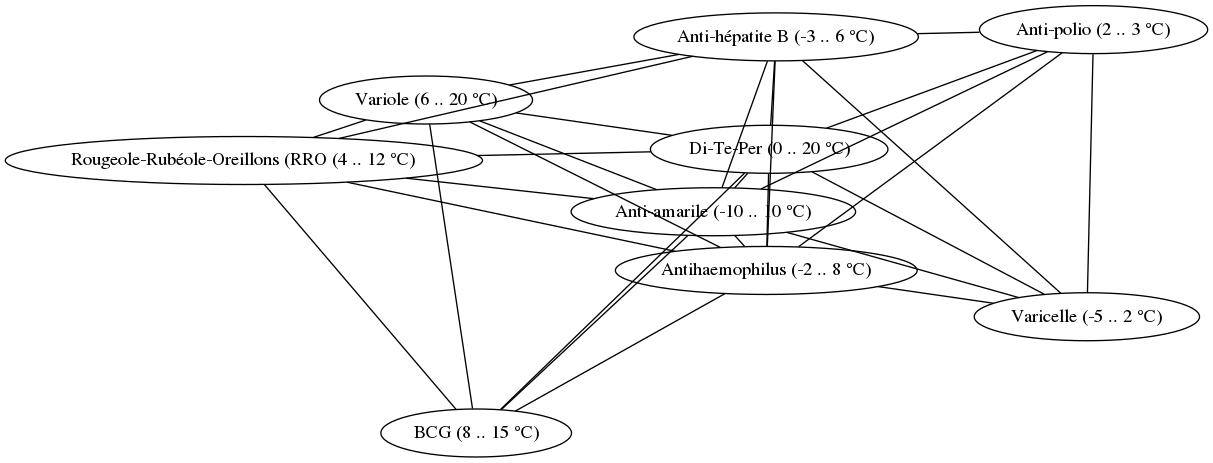 Anti-hépatite B (-3 .. 6 °C)
Anti-polio (2 .. 3 °C)
Variole (6 .. 20 °C)
Rougeole-Rubéole-Oreillons (RRO (4 .. 12 °C)
Di-Te-Per (0 .. 20 °C)
Anti-amarile (-10 .. 10 °C)
Antihaemophilus (-2 .. 8 °C)
Varicelle (-5 .. 2 °C)
BCG (8 .. 15 °C)